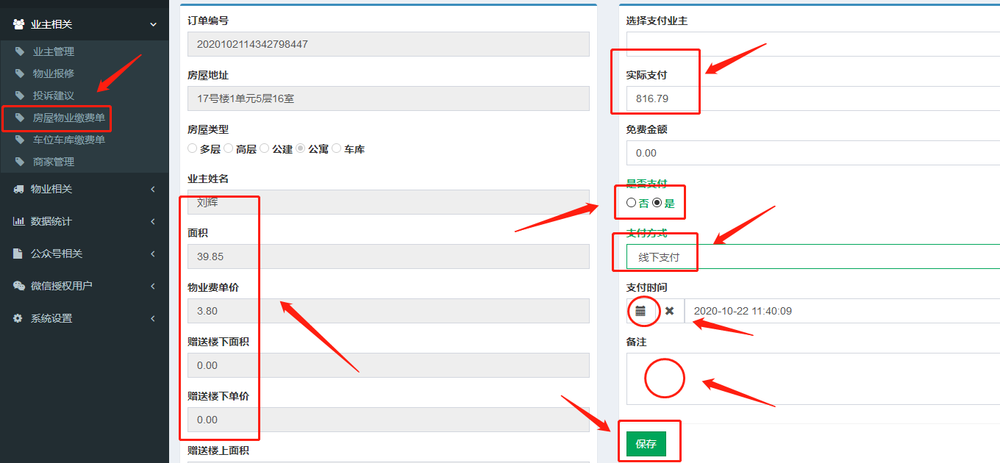 业主相关
业主管理
物业报修
投诉建议
房屋物业缴费单
车位车库缴费单
商家管理
物业相关
数据统计
公众号相关
微信授权用户
系统设置
订单编号
2020102114342798447
房屋地址
17号楼1单元5层16室
房屋类型
多层 高层 公建 公寓 车库
业主姓名
刘辉
面积
39.85
物业费单价
3.80
赠送楼下面积
0.00
赠送楼下单价
0.00
赠送楼上面积
选择支付业主
实际支付
816.79
免费金额
0.00
是否支付
否 是
支付方式
线下支付
支付时间
2020-10-22 11:40:09
备注
保存